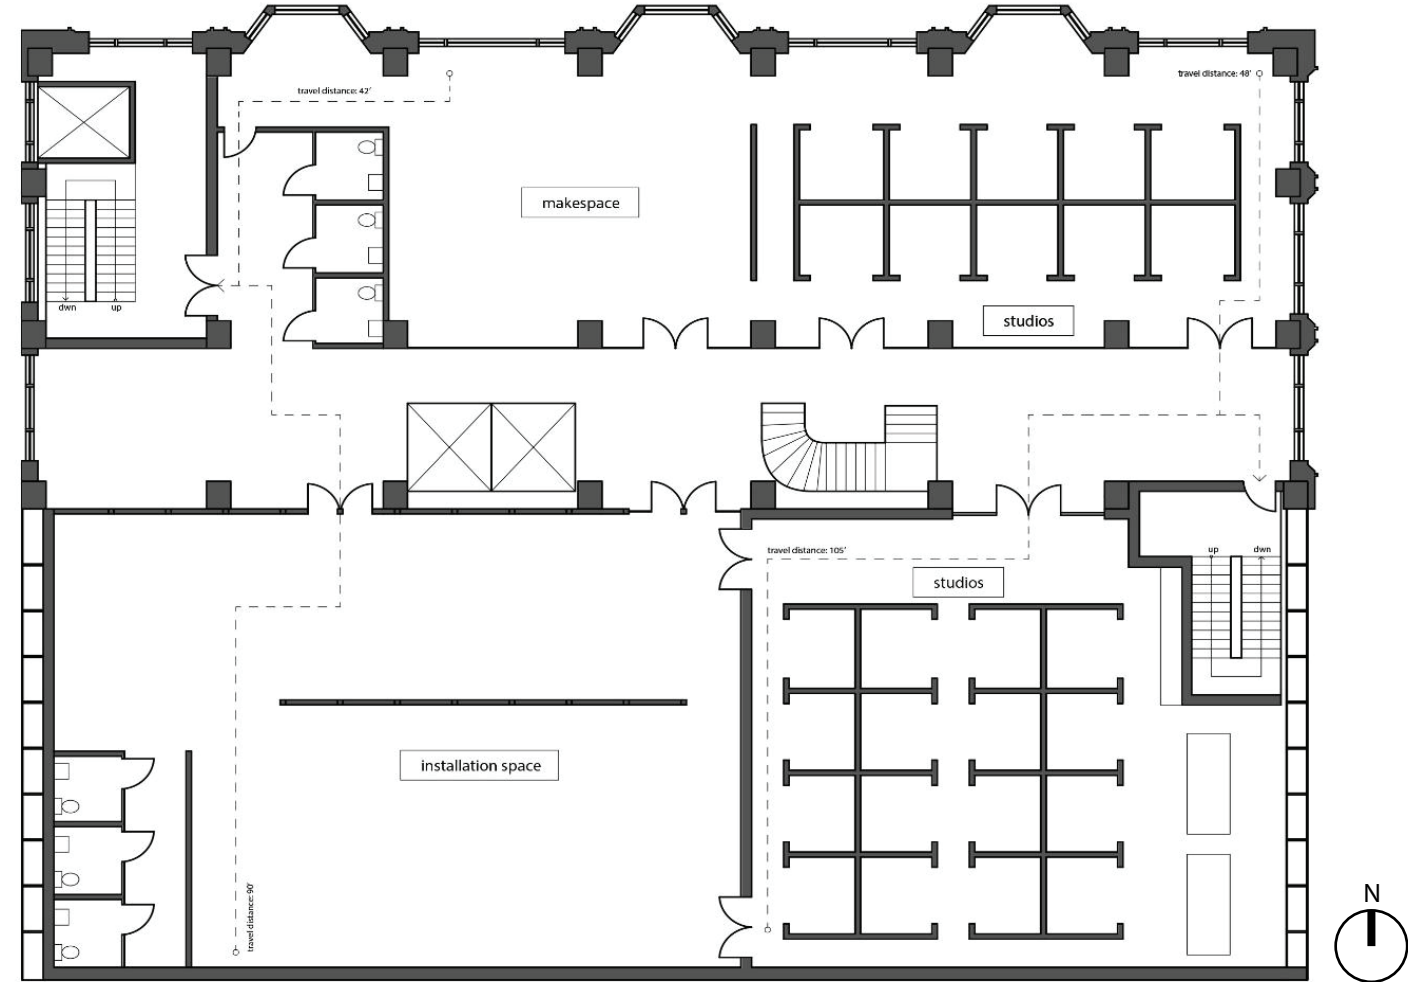 travel distance: 42'
travel distance: 48'
makespace
dwn
up
studios
travel distance: 105'
up
dwn
studios
installation space
travel distance: 90'
N